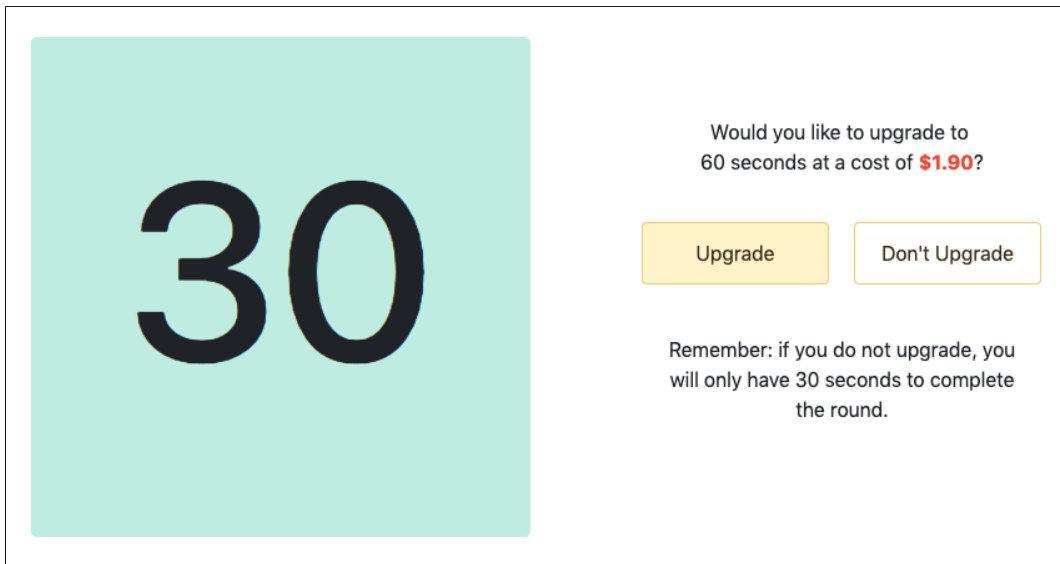 30
Would you like to upgrade to
60 seconds at a cost of $1.90?
Upgrade
Don't Upgrade
Remember: if you do not upgrade, you
will only have 30 seconds to complete
the round.